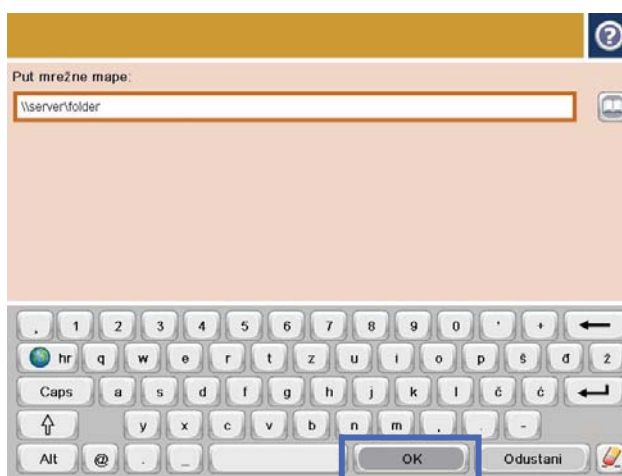 ?
Put mrežne mape:
\\server\folder
. 1 2 3 4 5 6 7 8 9 0 ' +
hr q w e r t z u i o p š đ ž
Caps a s d f g h j k l č ć
y x c v b n m , . -
Alt @ . _ OK Odustani